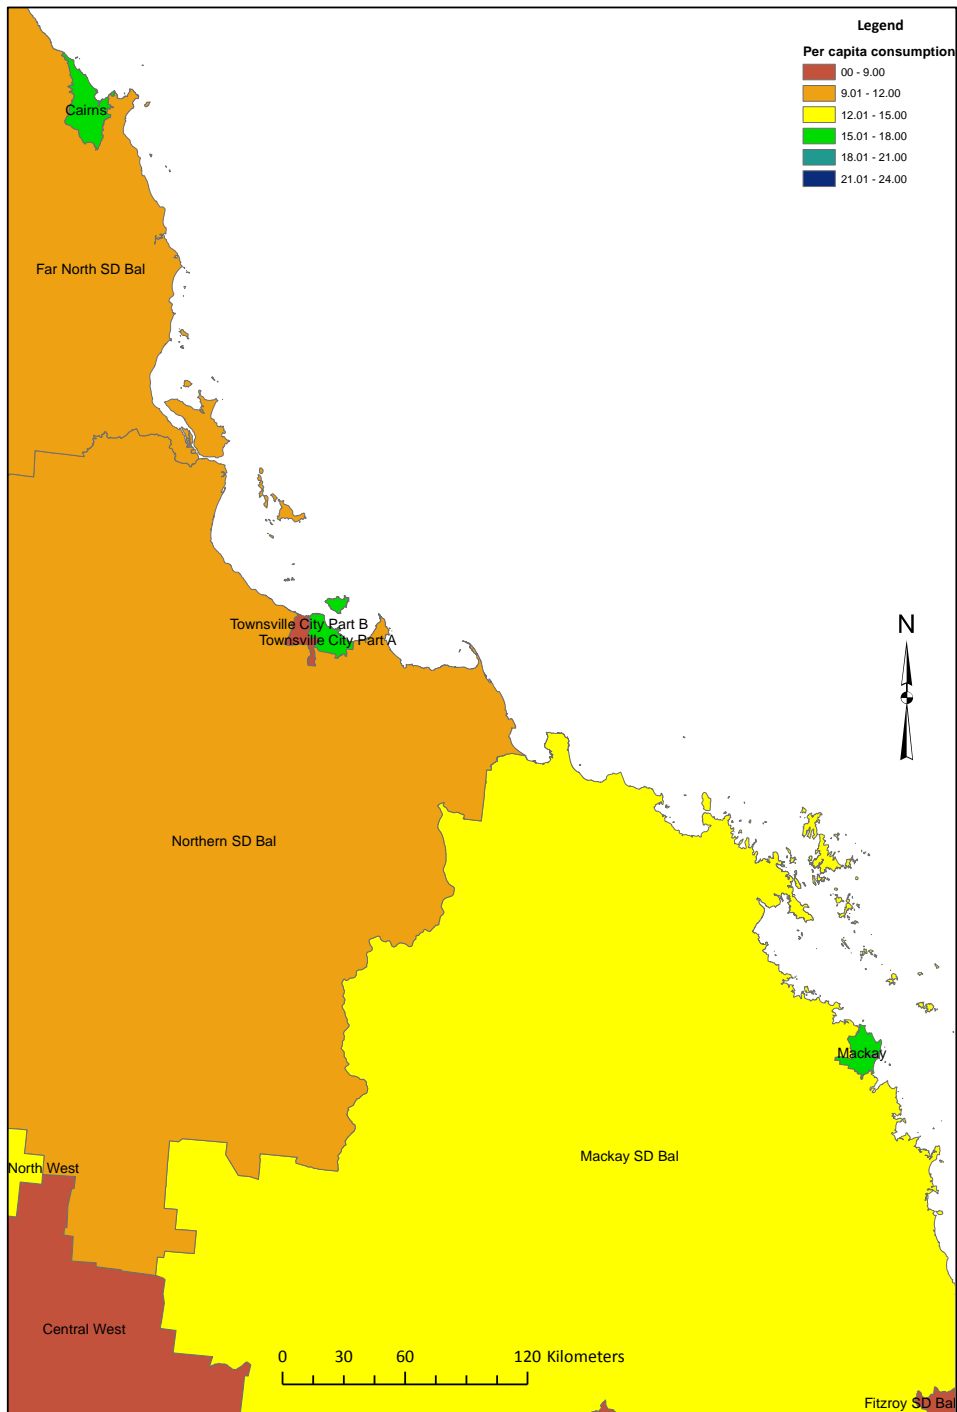 Legend
Per capita consumption
00 - 9.00
9.01 - 12.00
12.01 - 15.00
15.01 - 18.00
18.01 - 21.00
21.01 - 24.00
Cairns
Far North SD Bal
Townsville City Part B
Townsville City Part A
N
Northern SD Bal
Mackay
Mackay SD Bal
North West
Central West
0 30 60 120 Kilometers
Fitzroy SD Bal